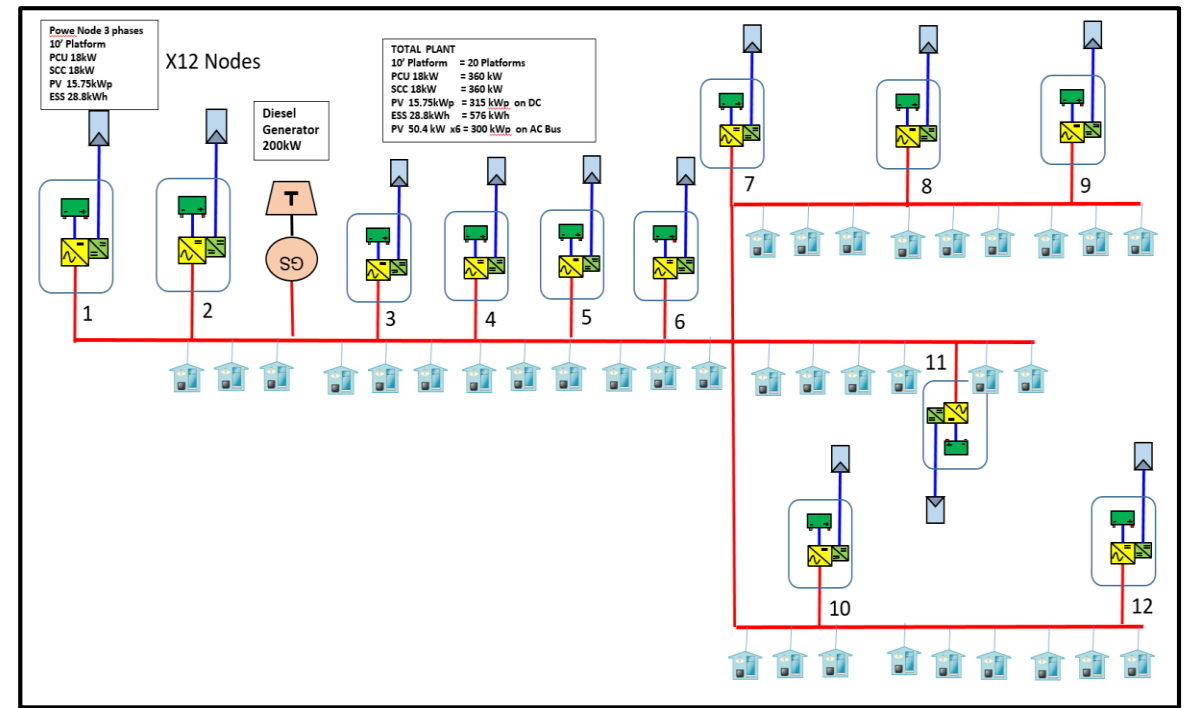 Powe Node 3 phases
10' Platform
PCU 18kW
SCC 18kW
PV 15.75kWp
ESS 28.8kWh
X12 Nodes
Diesel
Generator
200kW
TOTAL PLANT
10' Platform = 20 Platforms
PCU 18kW = 360 kW
SCC 18kW = 360 kW
PV 15.75kWp = 315 kWp on DC
ESS 28.8kWh = 576 kWh
PV 50.4 kW x6 = 300 kWp on AC Bus
T
GS
1
2
3
4
5
6
7
8
9
11
10
12